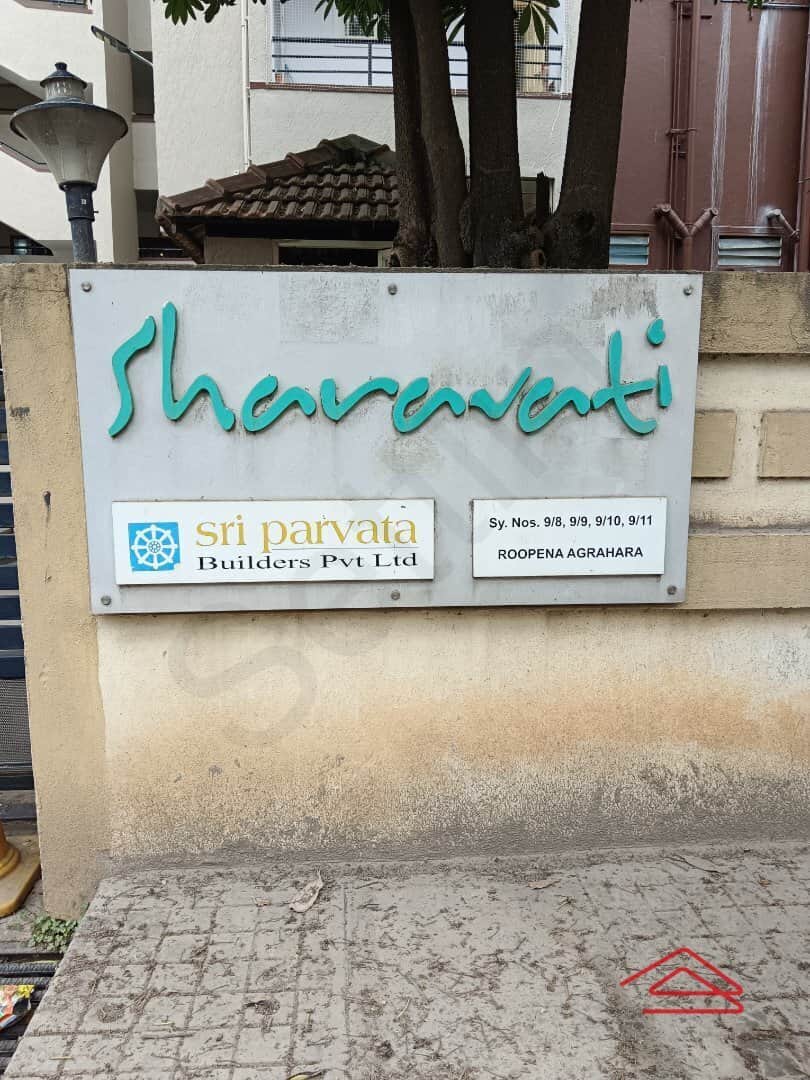 Sharavati
sri parvata
Builders Pvt Ltd
Sy. Nos. 9/8, 9/9, 9/10, 9/11
ROOPENA AGRAHARA